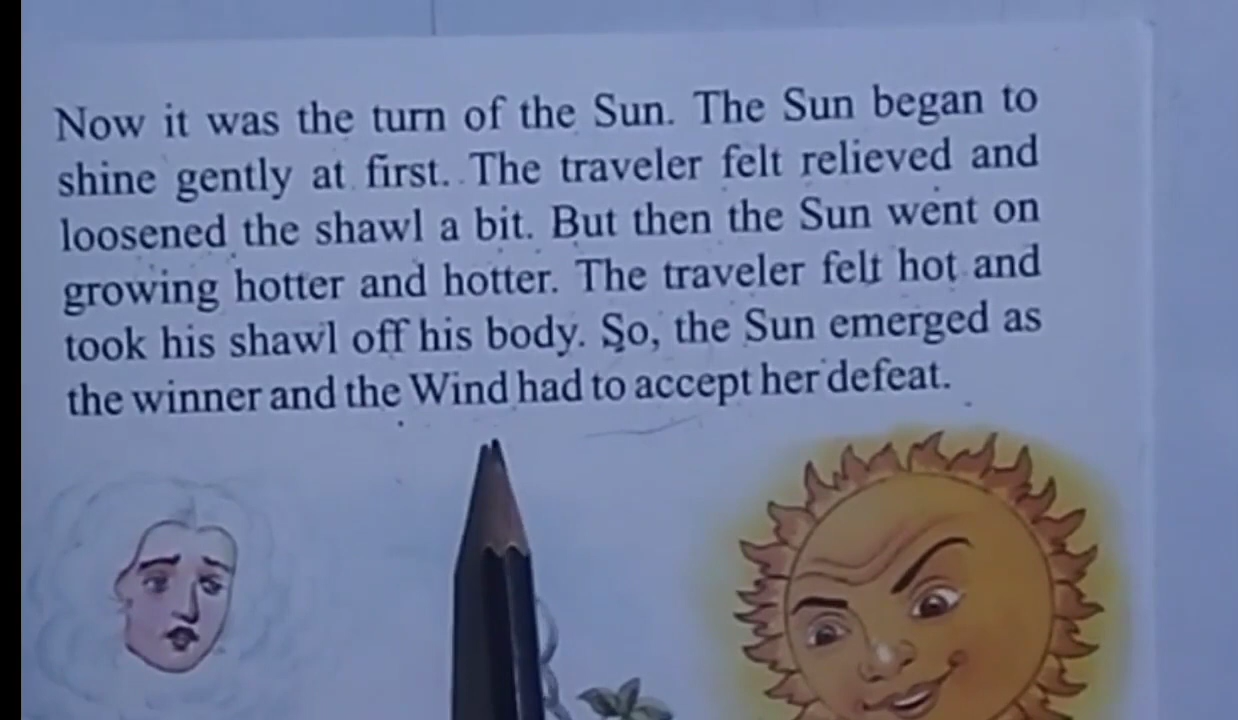 Now it was the turn of the Sun. The Sun began to
shine gently at first. The traveler felt relieved and
loosened the shawl a bit. But then the Sun went on
growing hotter and hotter. The traveler felt hot and
took his shawl off his body. So, the Sun emerged as
the winner and the Wind had to accept her defeat.